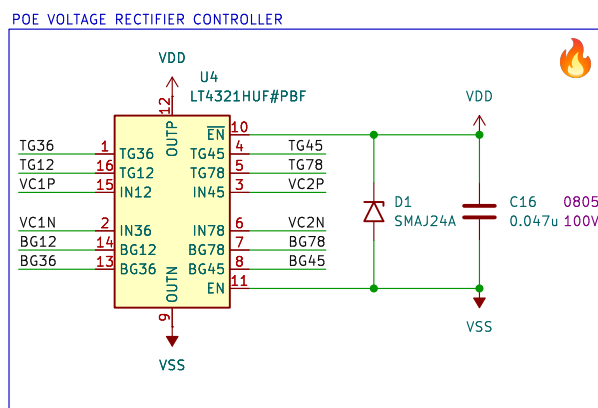 POE VOLTAGE RECTIFIER CONTROLLER
VDD
U4
LT4321HUF#PBF
VDD
12
OUTP
10
EN
TG36 1 TG36 TG45 4 TG45
TG12 16 TG12 TG78 5 TG78
VC1P 15 IN12 IN45 3 VC2P
D1
SMAJ24A
C16 0805
0.047u 100V
VC1N 2 IN36 IN78 6 VC2N
BG12 14 BG12 BG78 7 BG78
BG36 13 BG36 BG45 8 BG45
EN 11
OUTN
9
VSS
VSS